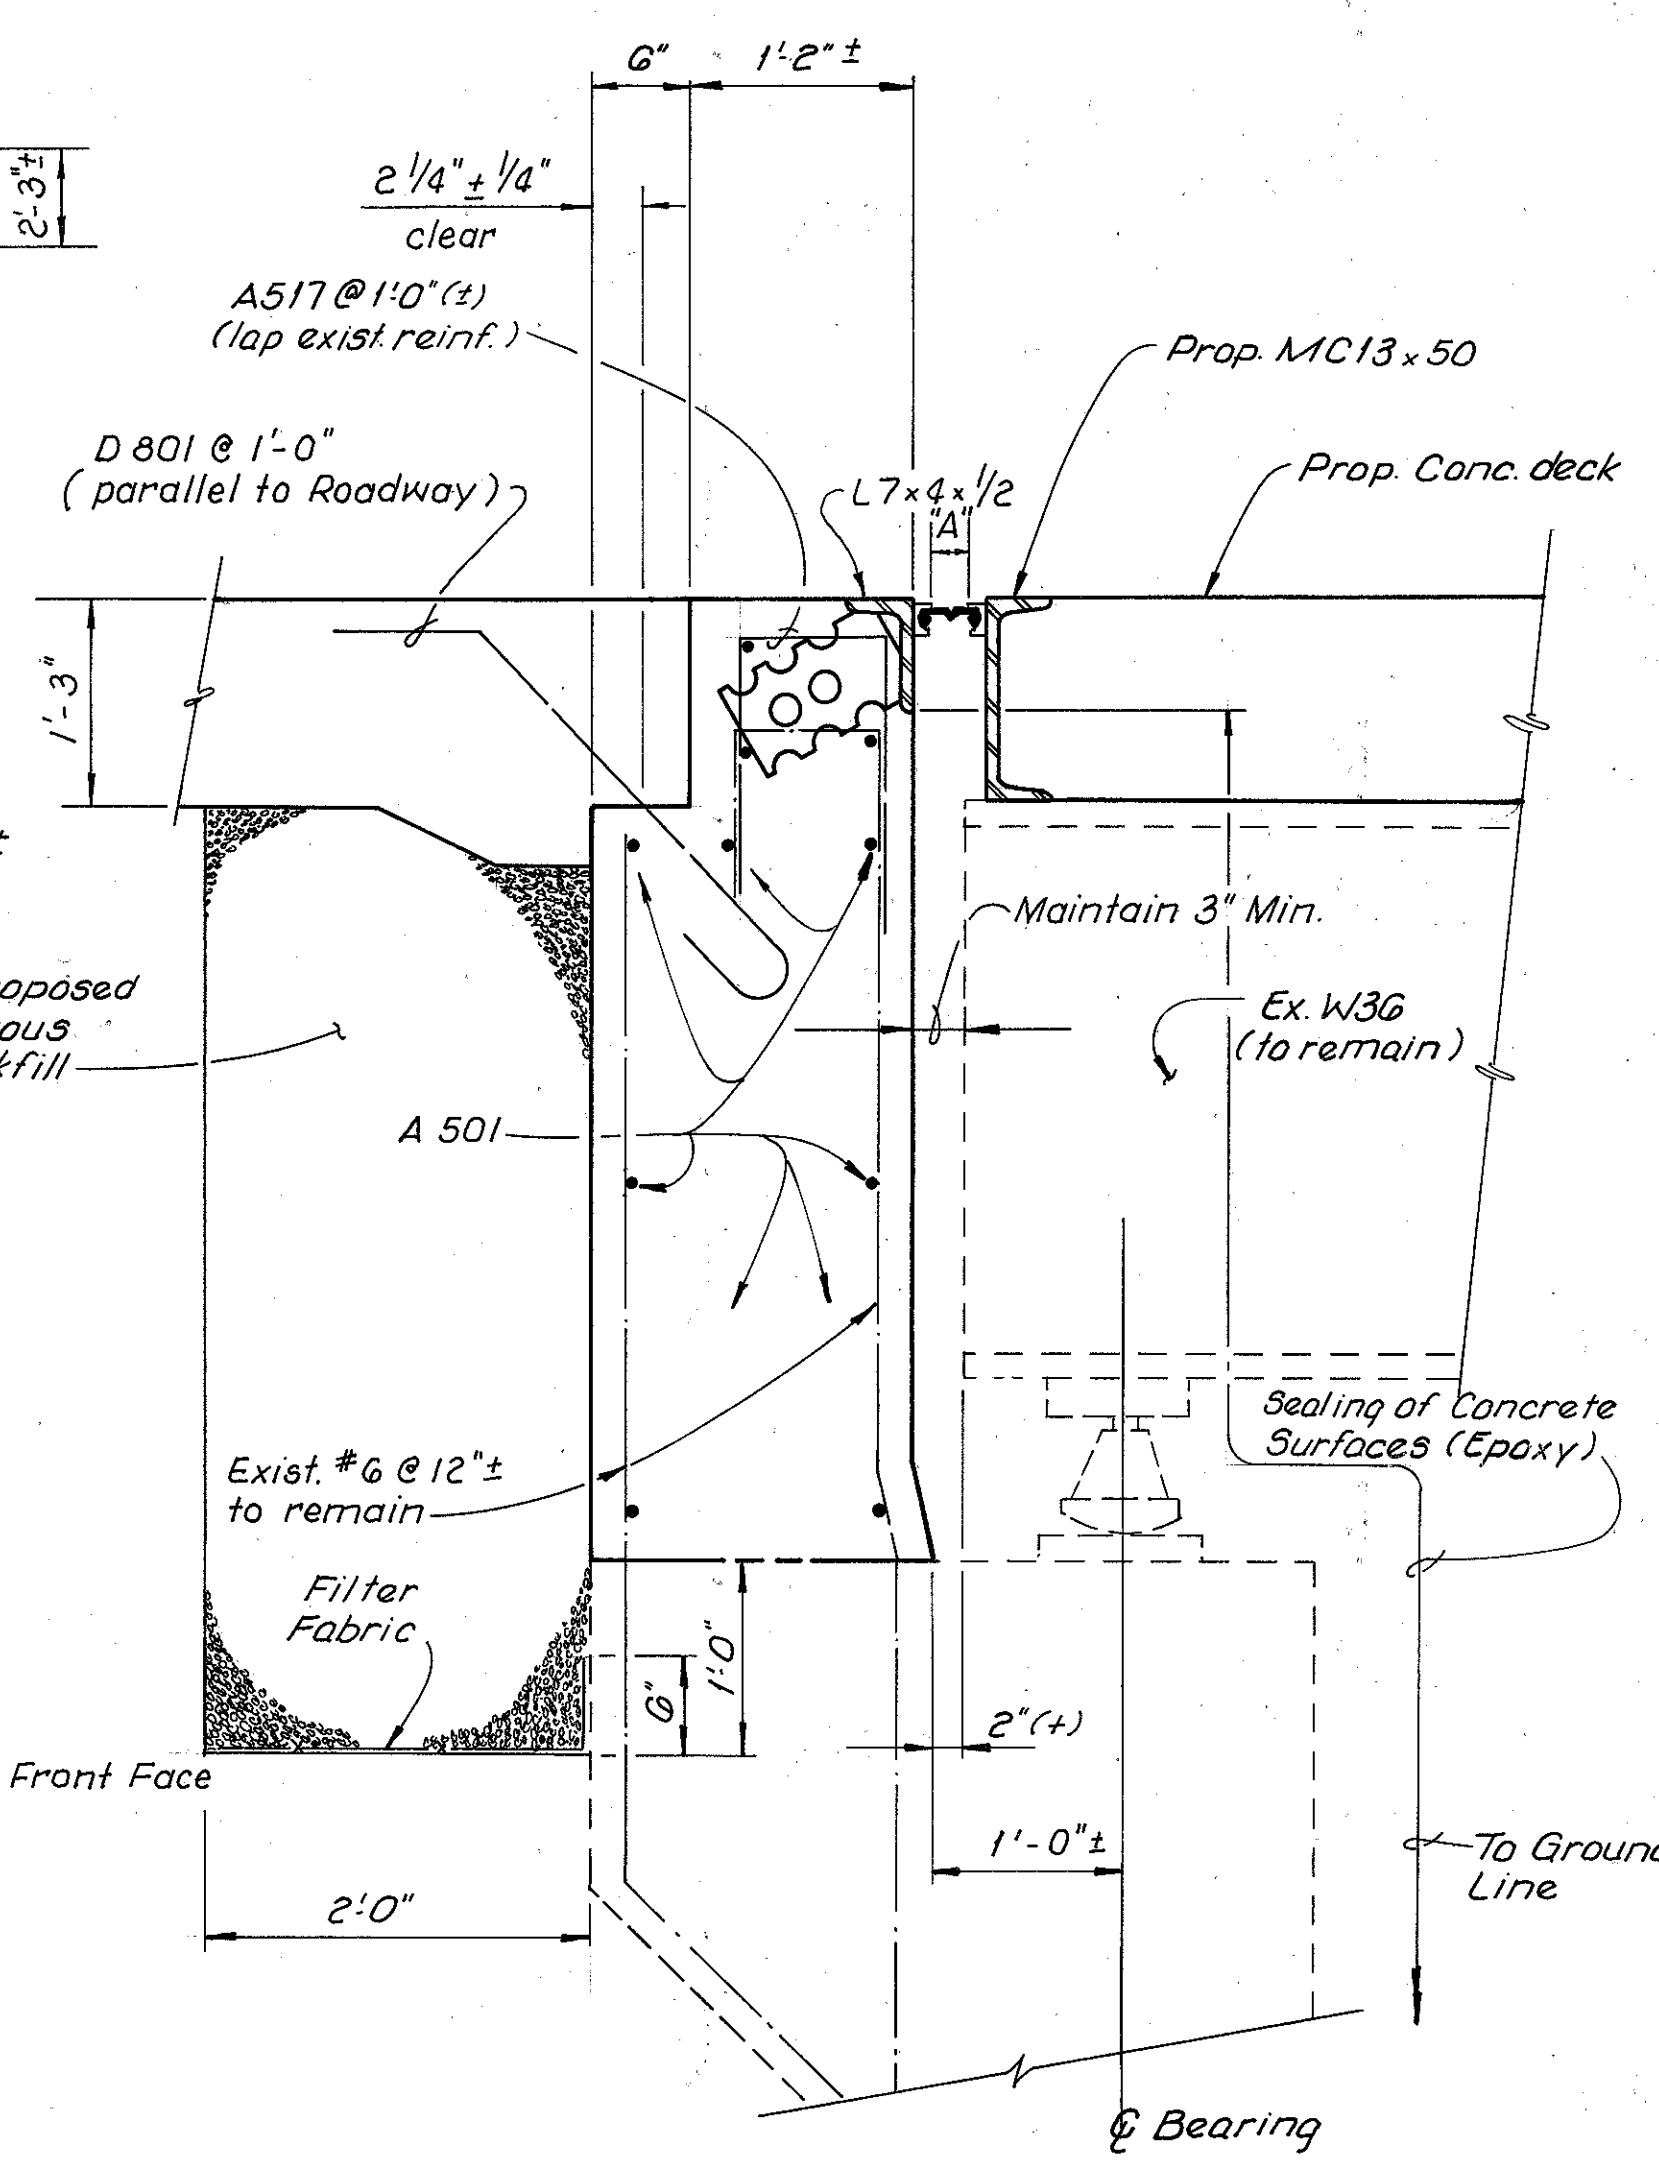 6"
1'-2" ±
2'-3"±
2 1/4" ± 1/4"
clear
A517 @ 1'-0" (±)
(lap exist. reinf.)
Prop. MC13 x 50
D 801 @ 1'-0"
(parallel to Roadway)
L 7 x 4 x 1/2
"A"
Prop. Conc. deck
1'-3"
Maintain 3" Min.
Ex. W36
(to remain)
A 501
Sealing of Concrete
Surfaces (Epoxy)
Exist. #6 @ 12" ±
to remain
Filter
Fabric
1'-0"
6"
2" (+)
Front Face
1'-0" ±
To Ground
Line
2'-0"
℄ Bearing